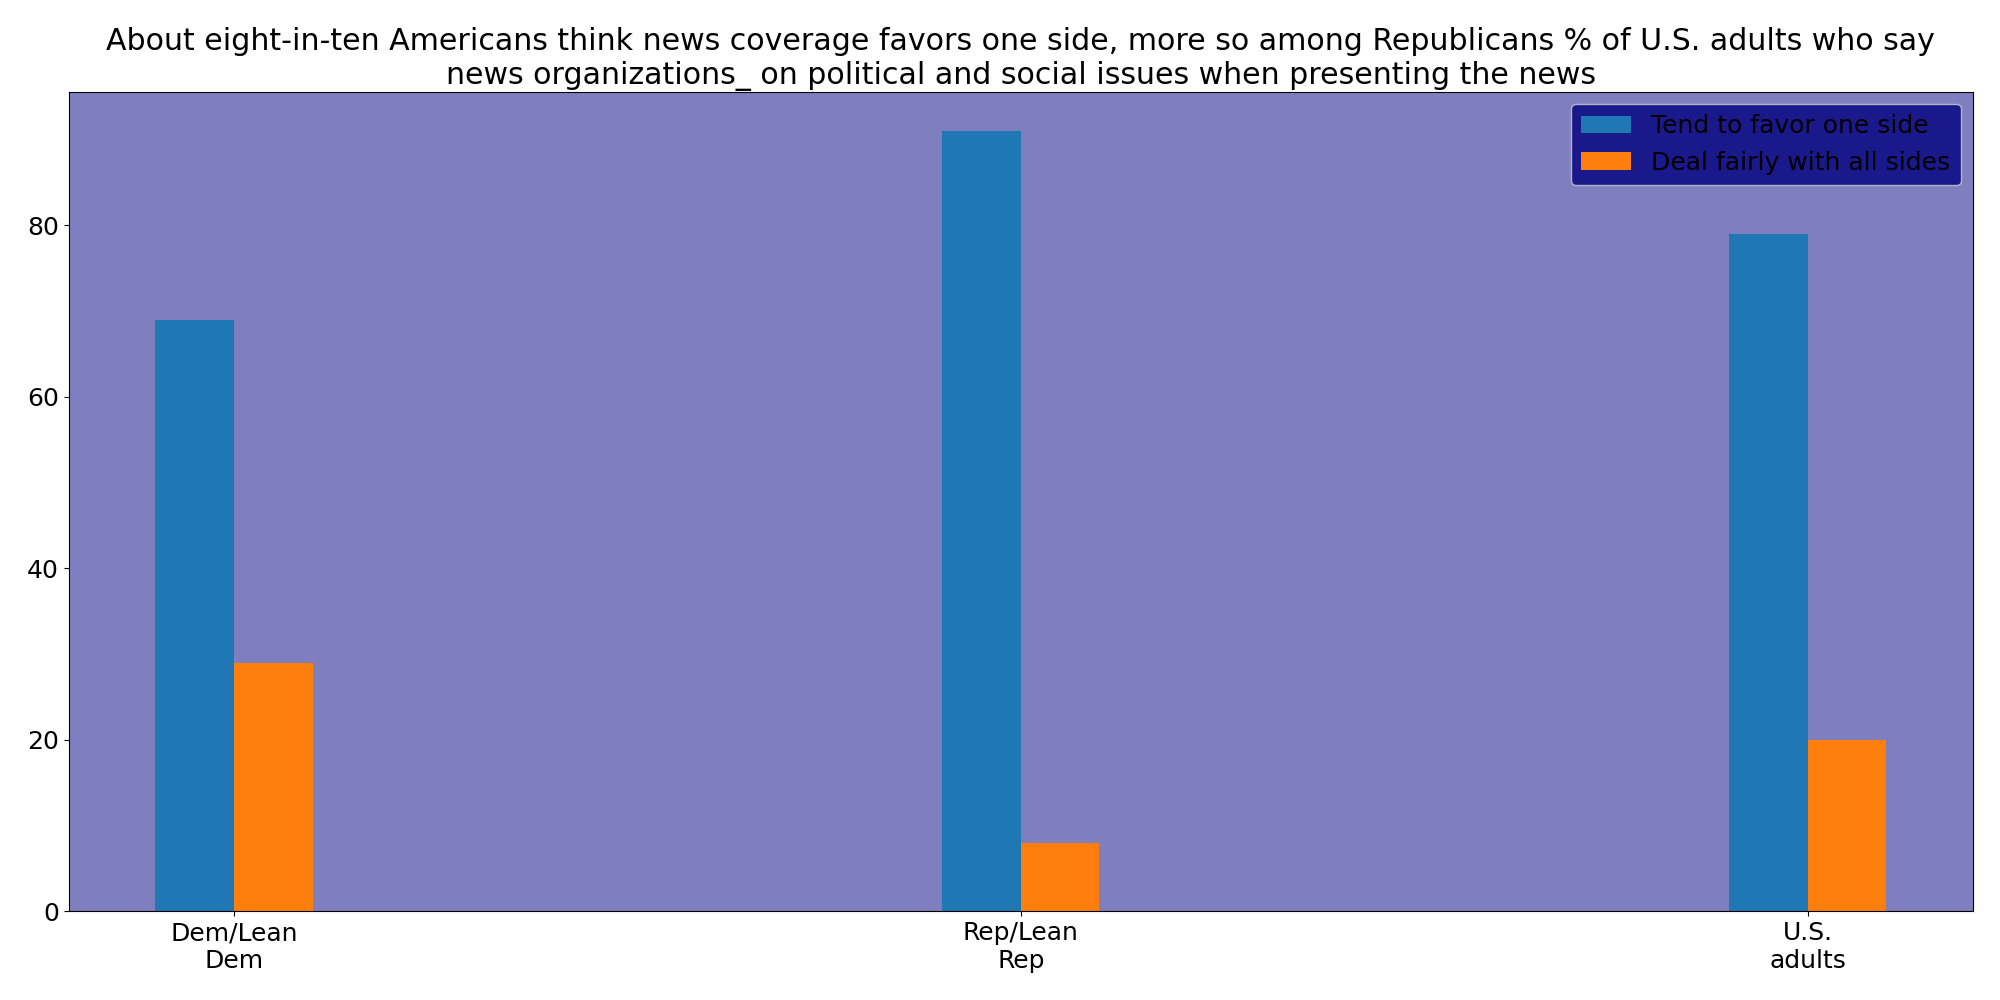 About eight-in-ten Americans think news coverage favors one side, more so among Republicans % of U.S. adults who say
news organizations_ on political and social issues when presenting the news
Tend to favor one side
Deal fairly with all sides
80
60
40
20
0
Dem/Lean
Dem
Rep/Lean
Rep
U.S.
adults